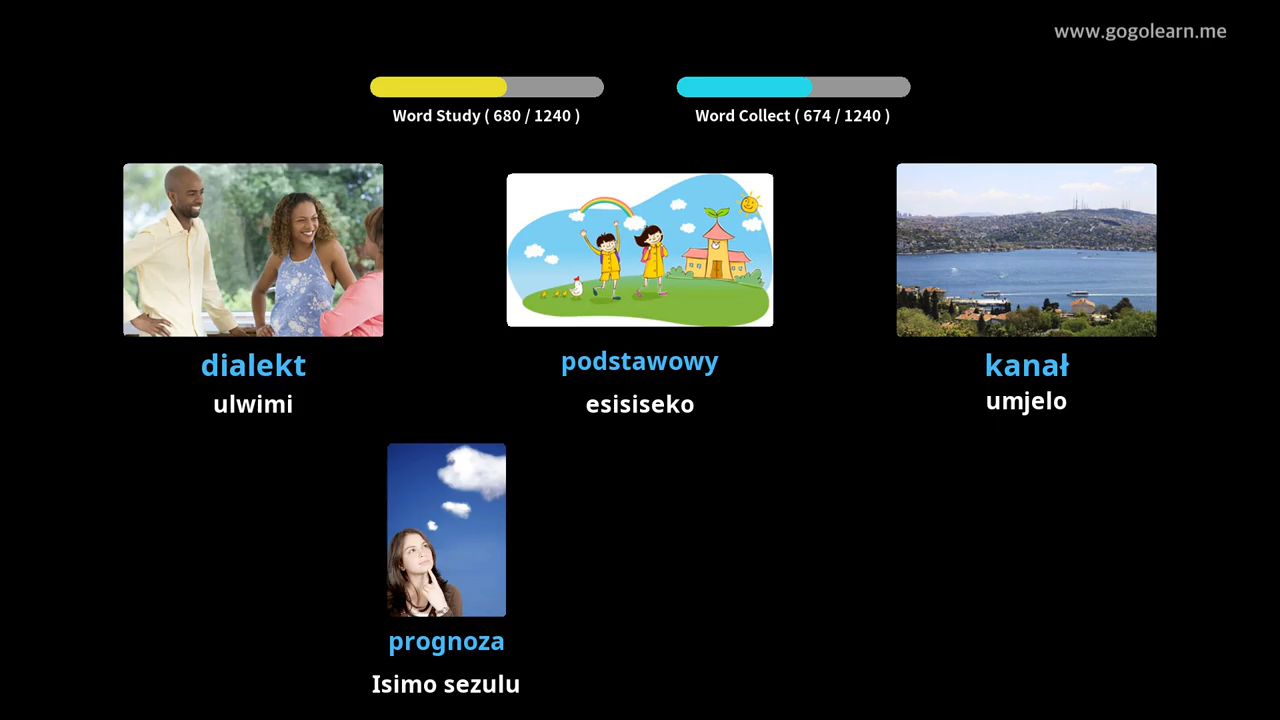 www.gogolearn.me
Word Study ( 680 / 1240 )
Word Collect ( 674 / 1240 )
dialekt
ulwimi
podstawowy
esisiseko
kanał
umjelo
prognoza
Isimo sezulu